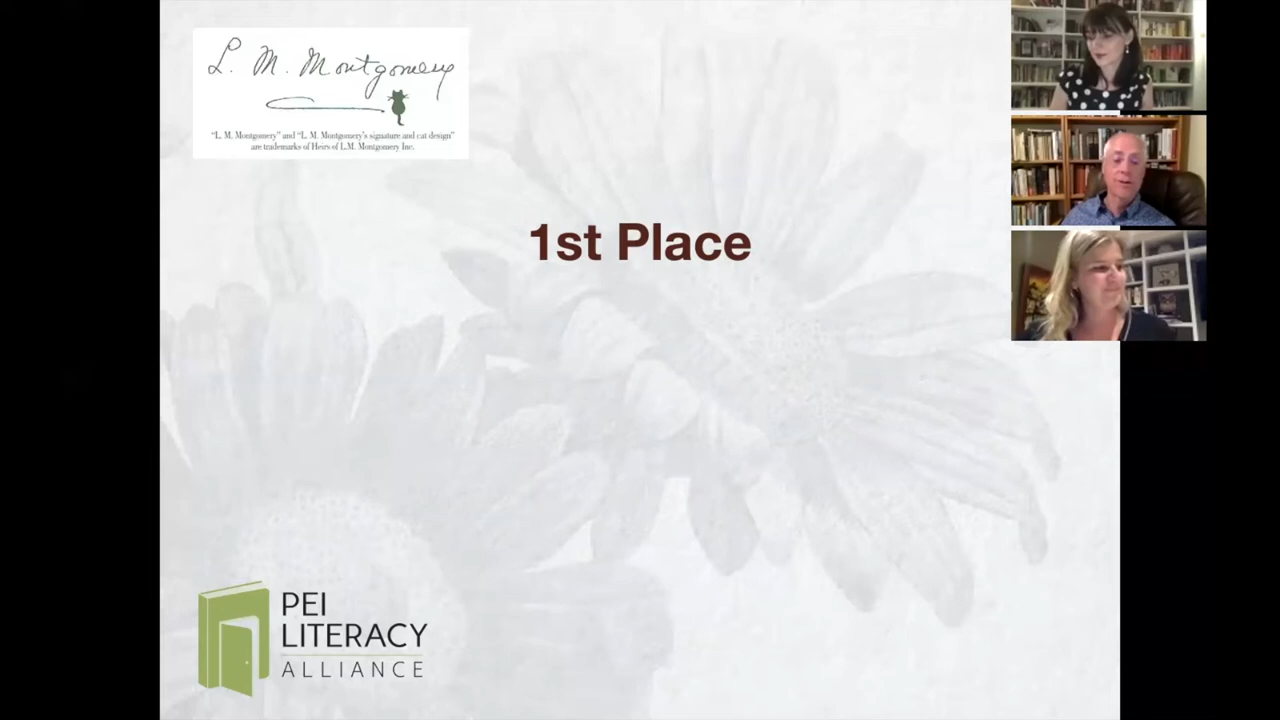 L. M. Montgomery
"L. M. Montgomery" and "L. M. Montgomery's signature and cat design"
are trademarks of Heirs of L.M. Montgomery Inc.
1st Place
PEI
LITERACY
ALLIANCE